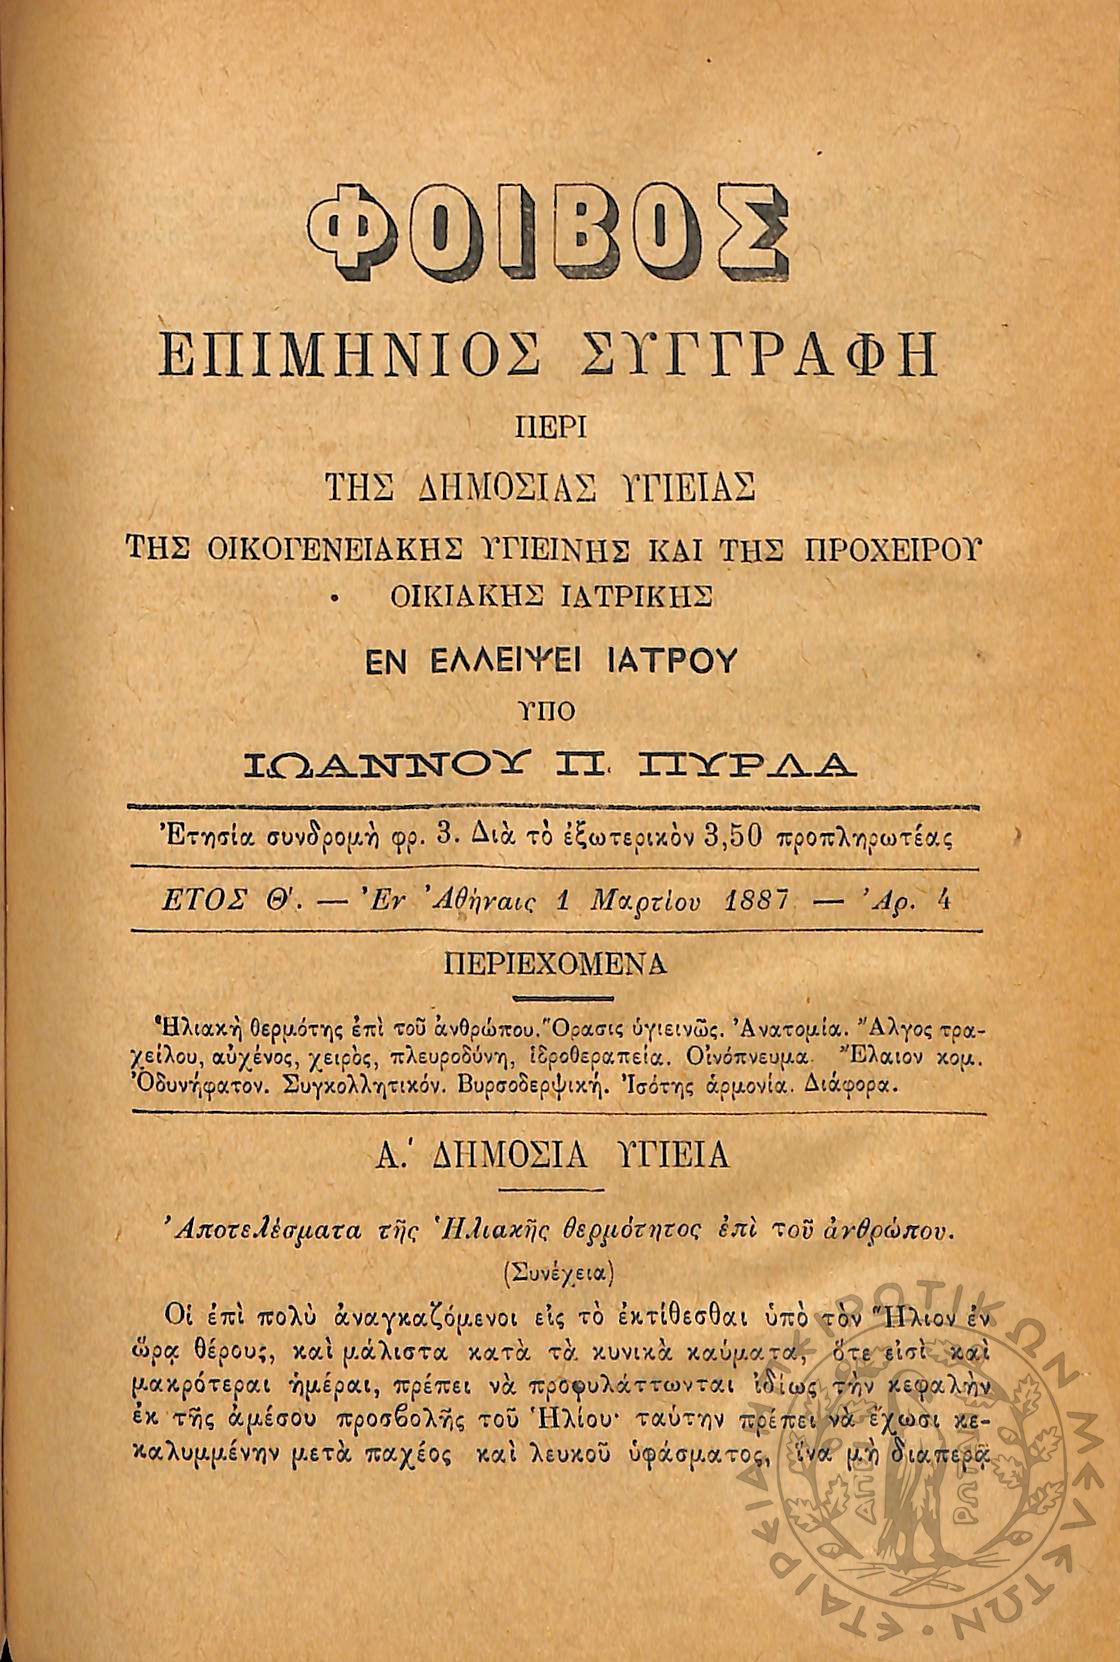 ΦΟΙΒΟΣ
ΕΠΙΜΗΝΙΟΣ ΣΥΓΓΡΑΦΗ
ΠΕΡΙ
ΤΗΣ ΔΗΜΟΣΙΑΣ ΥΓΙΕΙΑΣ
ΤΗΣ ΟΙΚΟΓΕΝΕΙΑΚΗΣ ΥΓΙΕΙΝΗΣ ΚΑΙ ΤΗΣ ΠΡΟΧΕΙΡΟΥ
ΟΙΚΙΑΚΗΣ ΙΑΤΡΙΚΗΣ
ΕΝ ΕΛΛΕΙΨΕΙ ΙΑΤΡΟΥ
ΥΠΟ
ΙΩΑΝΝΟΥ Π. ΠΥΡΛΑ
Ἐτησία συνδρομὴ φρ. 3. Διὰ τὸ ἐξωτερικὸν 3,50 προπληρωτέας
ΕΤΟΣ Θ΄. — Ἐν Ἀθήναις 1 Μαρτίου 1887 — Ἀρ. 4
ΠΕΡΙΕΧΟΜΕΝΑ
Ἡλιακὴ θερμότης ἐπὶ τοῦ ἀνθρώπου. Ὅρασις ὑγιεινῶς. Ἀνατομία. Ἄλγος τρα-
χείλου, αὐχένος, χειρὸς, πλευροδύνη, ἱδροθεραπεία. Οἰνόπνευμα. Ἔλαιον κομ.
Ὀδυνήφατον. Συγκολλητικόν. Βυρσοδερψική. Ἰσότης ἁρμονία. Διάφορα.
Α.΄ ΔΗΜΟΣΙΑ ΥΓΙΕΙΑ
Ἀποτελέσματα τῆς Ἡλιακῆς θερμότητος ἐπὶ τοῦ ἀνθρώπου.
(Συνέχεια)
Οἱ ἐπὶ πολὺ ἀναγκαζόμενοι εἰς τὸ ἐκτίθεσθαι ὑπὸ τὸν Ἥλιον ἐν
ὥρᾳ θέρους, καὶ μάλιστα κατὰ τὰ κυνικὰ καύματα, ὅτε εἰσὶ καὶ
μακρότεραι ἡμέραι, πρέπει νὰ προφυλάττωνται ἰδίως τὴν κεφαλὴν
ἐκ τῆς ἀμέσου προσβολῆς τοῦ Ἡλίου· ταύτην πρέπει νὰ ἔχωσι κε-
καλυμμένην μετὰ παχέος καὶ λευκοῦ ὑφάσματος, ἵνα μὴ διαπερᾷ
ΕΤΑΙΡΕΙΑ ΜΑΚΡΩΤΙΚΩΝ ΜΕΛΕΤΩΝ